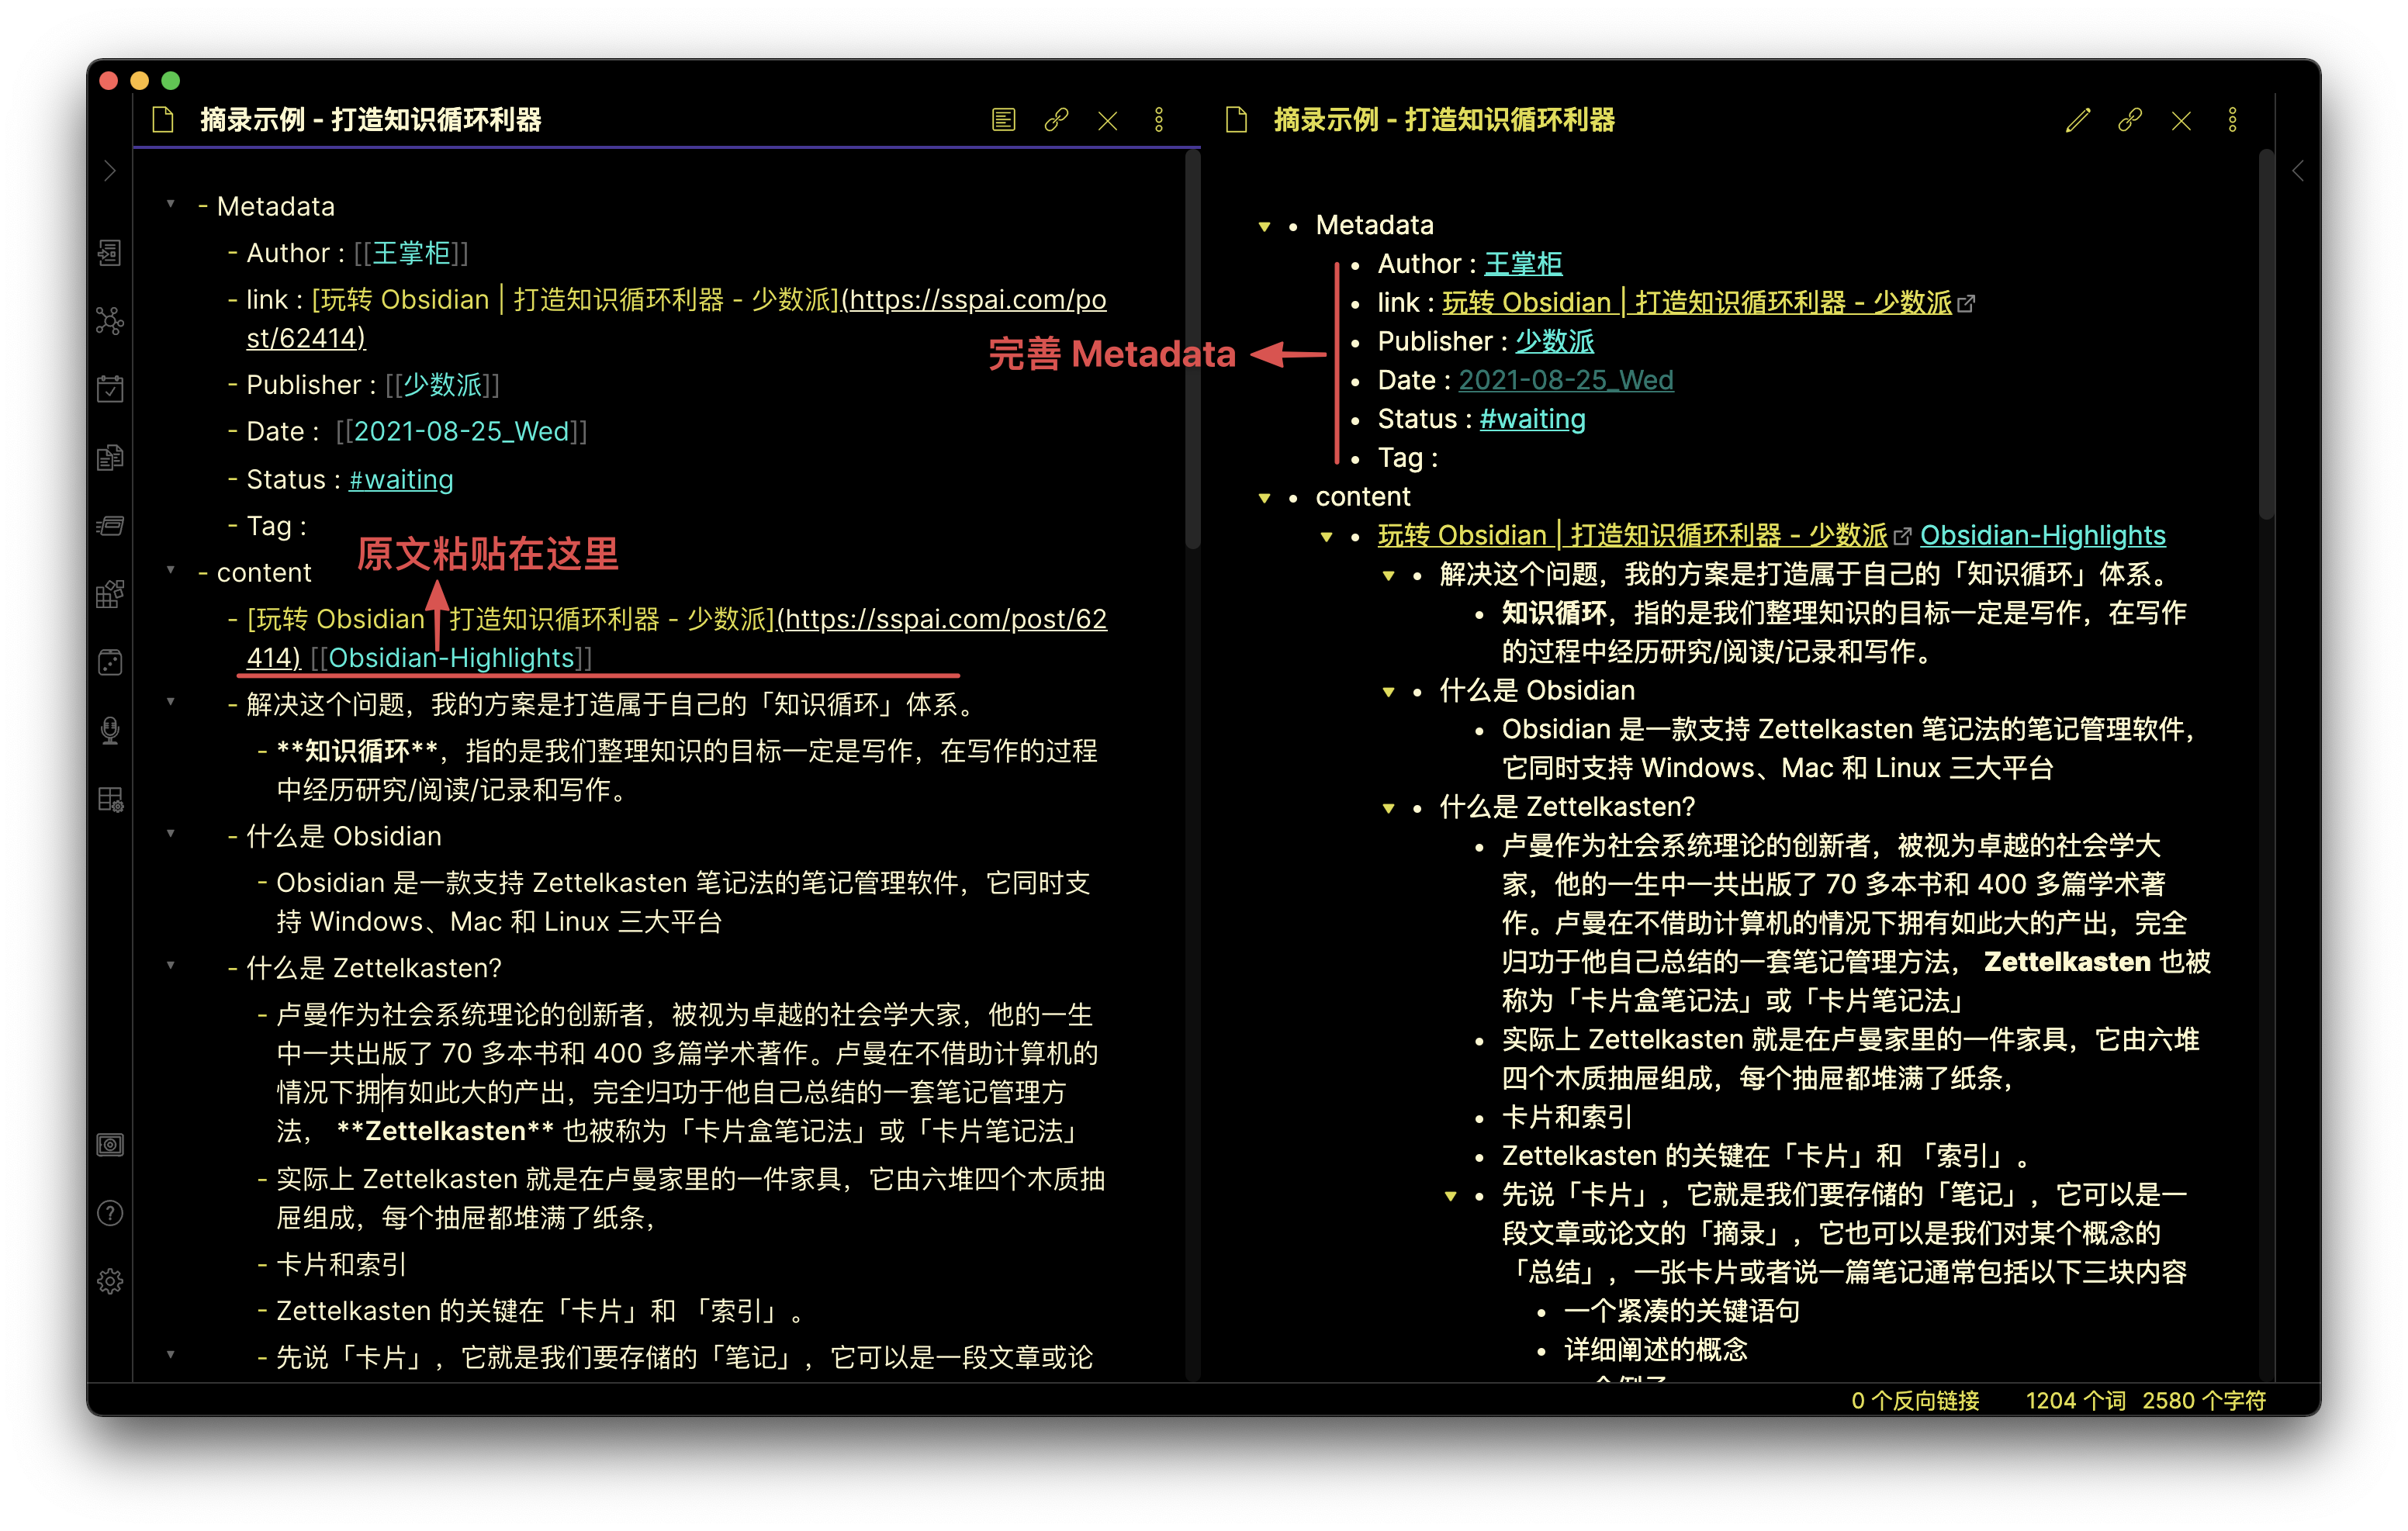 摘录示例 - 打造知识循环利器
- Metadata
- Author : [[王掌柜]]
- link : [玩转 Obsidian | 打造知识循环利器 - 少数派](https://sspai.com/po
st/62414)
- Publisher : [[少数派]]
- Date : [[2021-08-25_Wed]]
- Status : #waiting
- Tag :
原文粘贴在这里
- content
- [玩转 Obsidian | 打造知识循环利器 - 少数派](https://sspai.com/post/62
414) [[Obsidian-Highlights]]
- 解决这个问题，我的方案是打造属于自己的「知识循环」体系。
- **知识循环**，指的是我们整理知识的目标一定是写作，在写作的过程
中经历研究/阅读/记录和写作。
- 什么是 Obsidian
- Obsidian 是一款支持 Zettelkasten 笔记法的笔记管理软件，它同时支
持 Windows、Mac 和 Linux 三大平台
- 什么是 Zettelkasten?
- 卢曼作为社会系统理论的创新者，被视为卓越的社会学大家，他的一生
中一共出版了 70 多本书和 400 多篇学术著作。卢曼在不借助计算机的
情况下拥有如此大的产出，完全归功于他自己总结的一套笔记管理方
法， **Zettelkasten** 也被称为「卡片盒笔记法」或「卡片笔记法」
- 实际上 Zettelkasten 就是在卢曼家里的一件家具，它由六堆四个木质抽
屉组成，每个抽屉都堆满了纸条，
- 卡片和索引
- Zettelkasten 的关键在「卡片」和 「索引」。
- 先说「卡片」，它就是我们要存储的「笔记」，它可以是一段文章或论
摘录示例 - 打造知识循环利器
• Metadata
• Author : 王掌柜
• link : 玩转 Obsidian | 打造知识循环利器 - 少数派
• Publisher : 少数派
完善 Metadata
• Date : 2021-08-25_Wed
• Status : #waiting
• Tag :
• content
• 玩转 Obsidian | 打造知识循环利器 - 少数派 Obsidian-Highlights
• 解决这个问题，我的方案是打造属于自己的「知识循环」体系。
• 知识循环，指的是我们整理知识的目标一定是写作，在写作
的过程中经历研究/阅读/记录和写作。
• 什么是 Obsidian
• Obsidian 是一款支持 Zettelkasten 笔记法的笔记管理软件，
它同时支持 Windows、Mac 和 Linux 三大平台
• 什么是 Zettelkasten?
• 卢曼作为社会系统理论的创新者，被视为卓越的社会学大
家，他的一生中一共出版了 70 多本书和 400 多篇学术著
作。卢曼在不借助计算机的情况下拥有如此大的产出，完全
归功于他自己总结的一套笔记管理方法， Zettelkasten 也被
称为「卡片盒笔记法」或「卡片笔记法」
• 实际上 Zettelkasten 就是在卢曼家里的一件家具，它由六堆
四个木质抽屉组成，每个抽屉都堆满了纸条，
• 卡片和索引
• Zettelkasten 的关键在「卡片」和 「索引」。
• 先说「卡片」，它就是我们要存储的「笔记」，它可以是一
段文章或论文的「摘录」，它也可以是我们对某个概念的
「总结」，一张卡片或者说一篇笔记通常包括以下三块内容
• 一个紧凑的关键语句
• 详细阐述的概念
0 个反向链接 1204 个词 2580 个字符